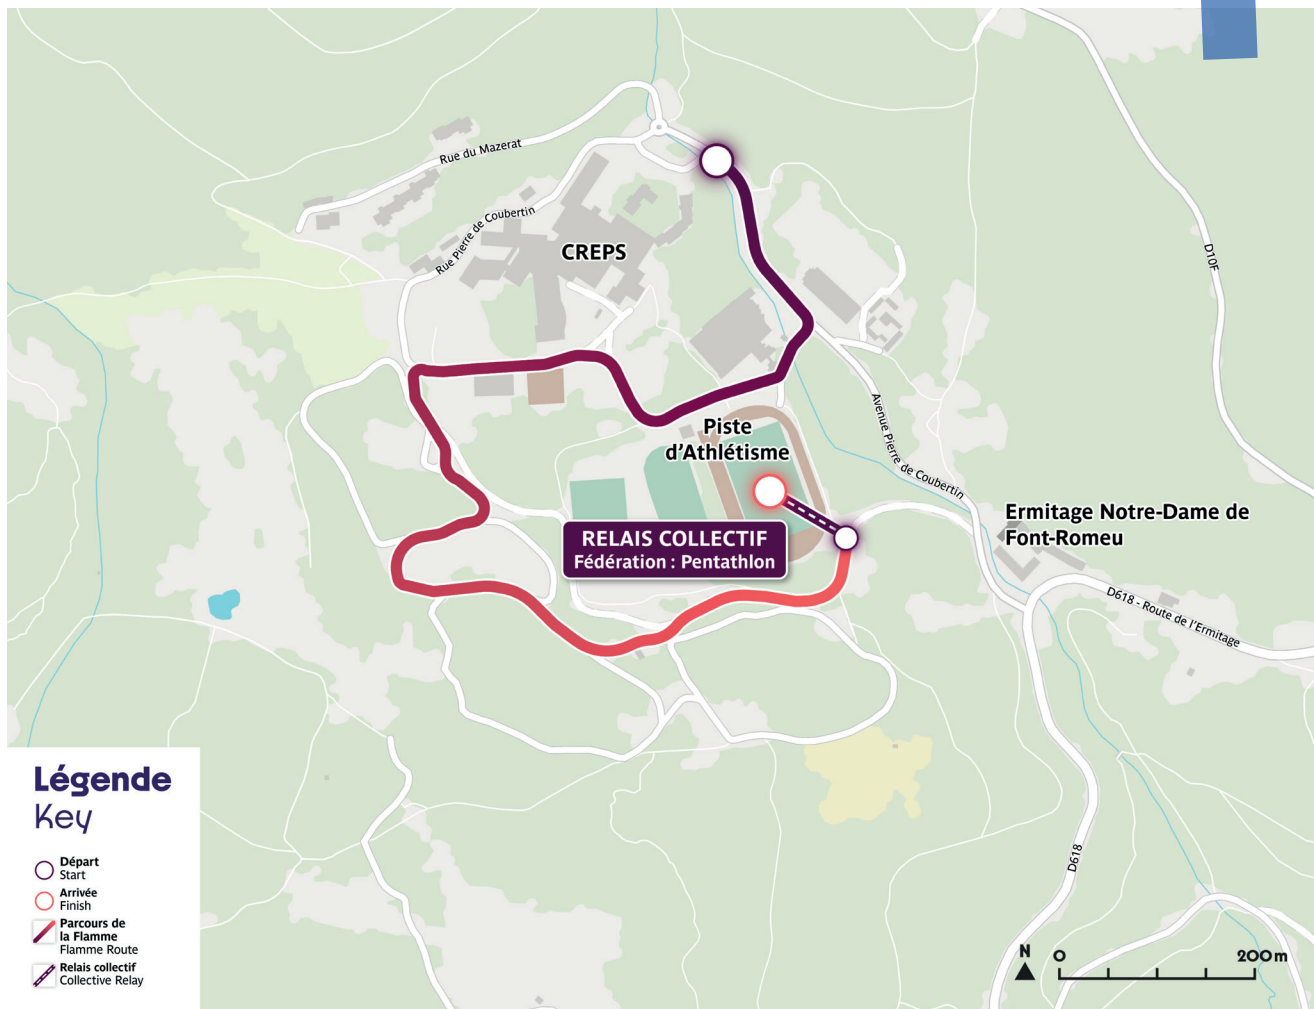 Rue du Mazerat
Rue Pierre de Coubertin
CREPS
D10F
Piste
d’Athlétisme
Avenue Pierre de Coubertin
Ermitage Notre-Dame de
Font-Romeu
RELAIS COLLECTIF
Fédération : Pentathlon
D618 - Route de l’Ermitage
D618
Légende
Key
Départ
Start
Arrivée
Finish
Parcours de
la Flamme
Flamme Route
Relais collectif
Collective Relay
N
0 200 m